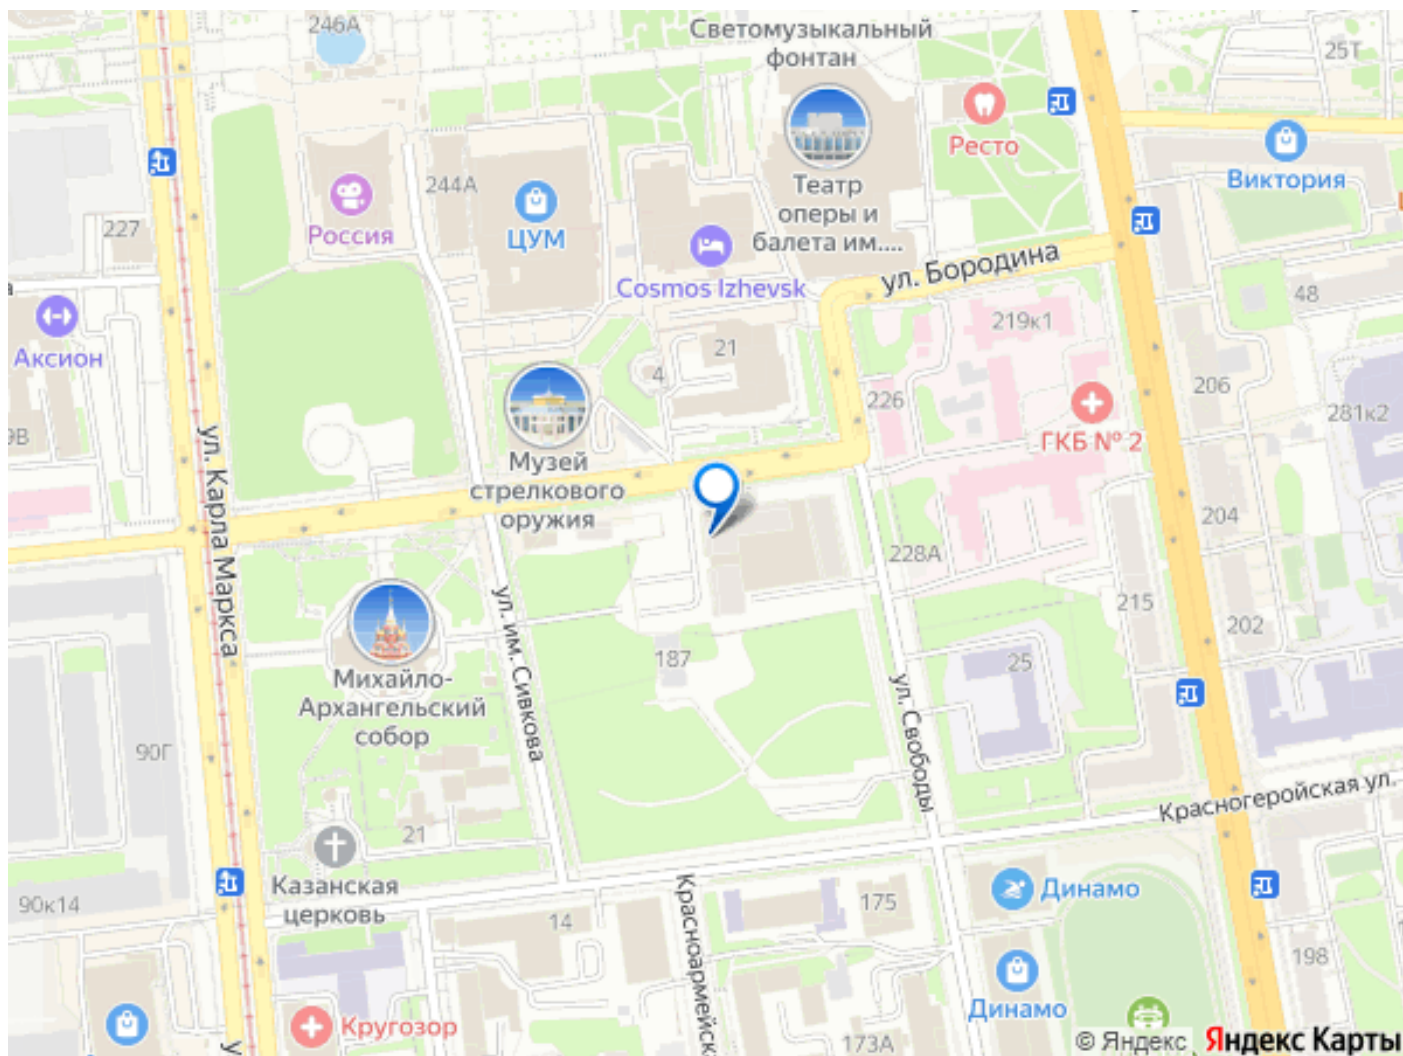 246А
Светомузыкальный
фонтан
25Т
Ресто
Виктория
Театр
оперы и
балета им....
244А
ЦУМ
Россия
227
Cosmos Izhevsk
ул. Бородина
48
219к1
Аксион
21
4
206
226
281к2
9В
ГКБ № 2
ул. Карла Маркса
Музей
стрелкового
оружия
204
228А
215
202
ул. им. Сивкова
187
25
Михайло-
Архангельский
собор
ул. Свободы
90Г
Красногеройская ул.
21
Казанская
церковь
90к14
14
Красноармейск
175
Динамо
198
Динамо
Кругозор
173А
© Яндекс
Яндекс Карты